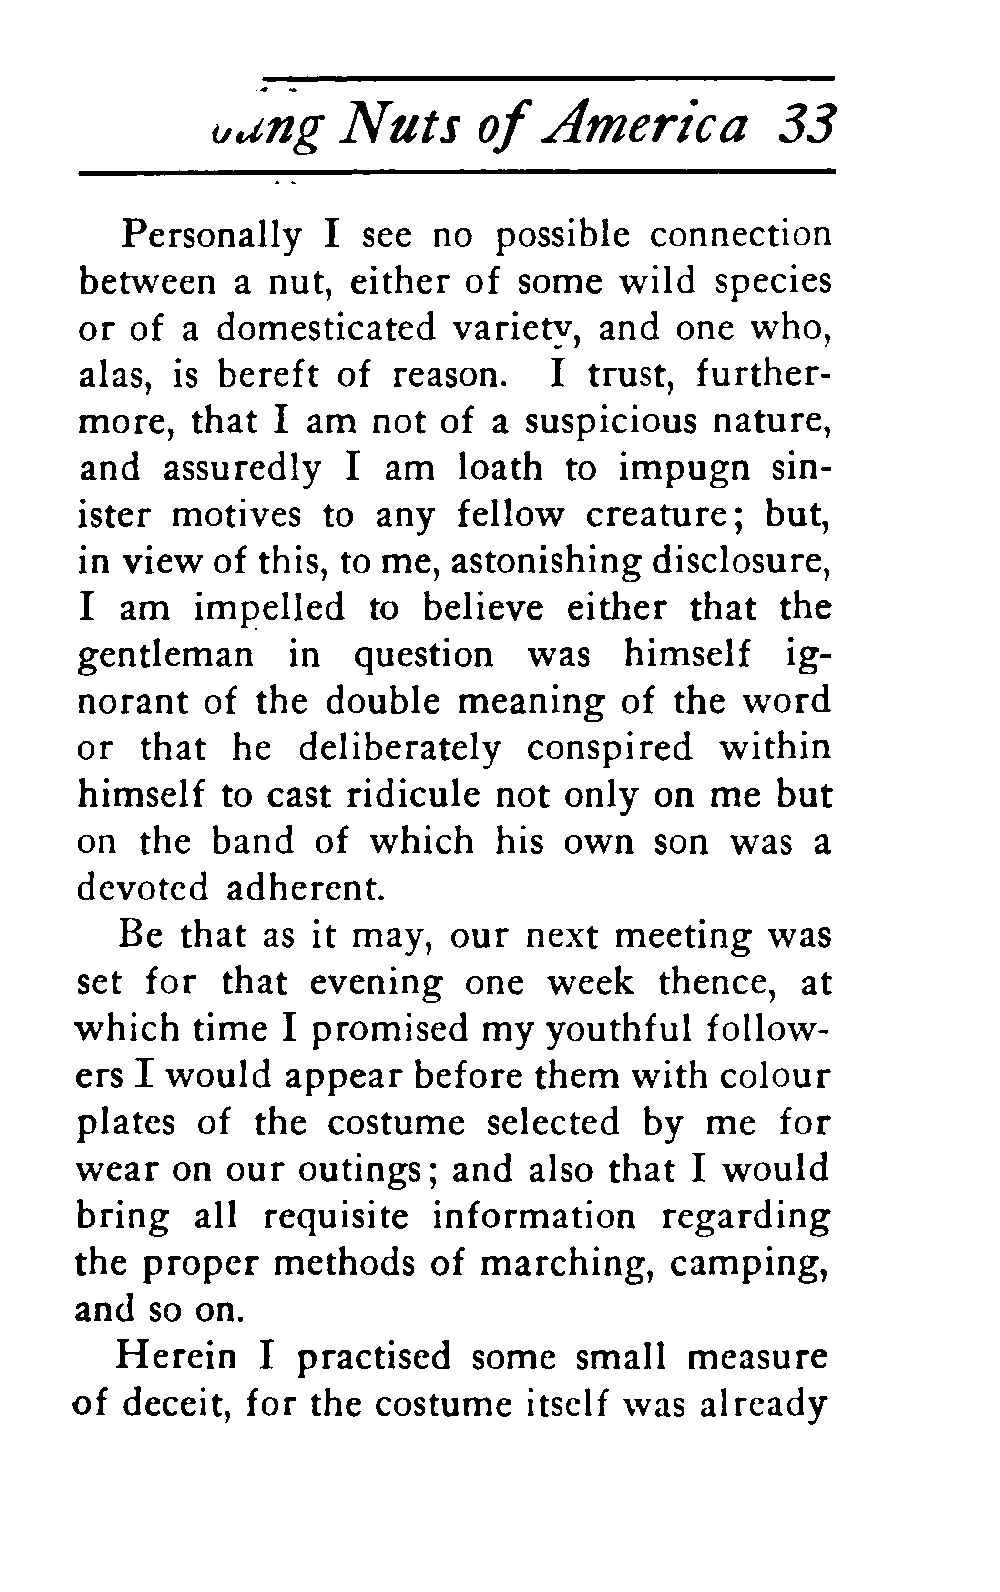 Nuts of America 33
Personally I see no possible connection
between a nut, either of some wild species
or of a domesticated variety, and one who,
alas, is bereft of reason. I trust, further-
more, that I am not of a suspicious nature,
and assuredly I am loath to impugn sin-
ister motives to any fellow creature; but,
in view of this, to me, astonishing disclosure,
I am impelled to believe either that the
gentleman in question was himself ig-
norant of the double meaning of the word
or that he deliberately conspired within
himself to cast ridicule not only on me but
on the band of which his own son was a
devoted adherent.
Be that as it may, our next meeting was
set for that evening one week thence, at
which time I promised my youthful follow-
ers I would appear before them with colour
plates of the costume selected by me for
wear on our outings; and also that I would
bring all requisite information regarding
the proper methods of marching, camping,
and so on.
Herein I practised some small measure
of deceit, for the costume itself was already